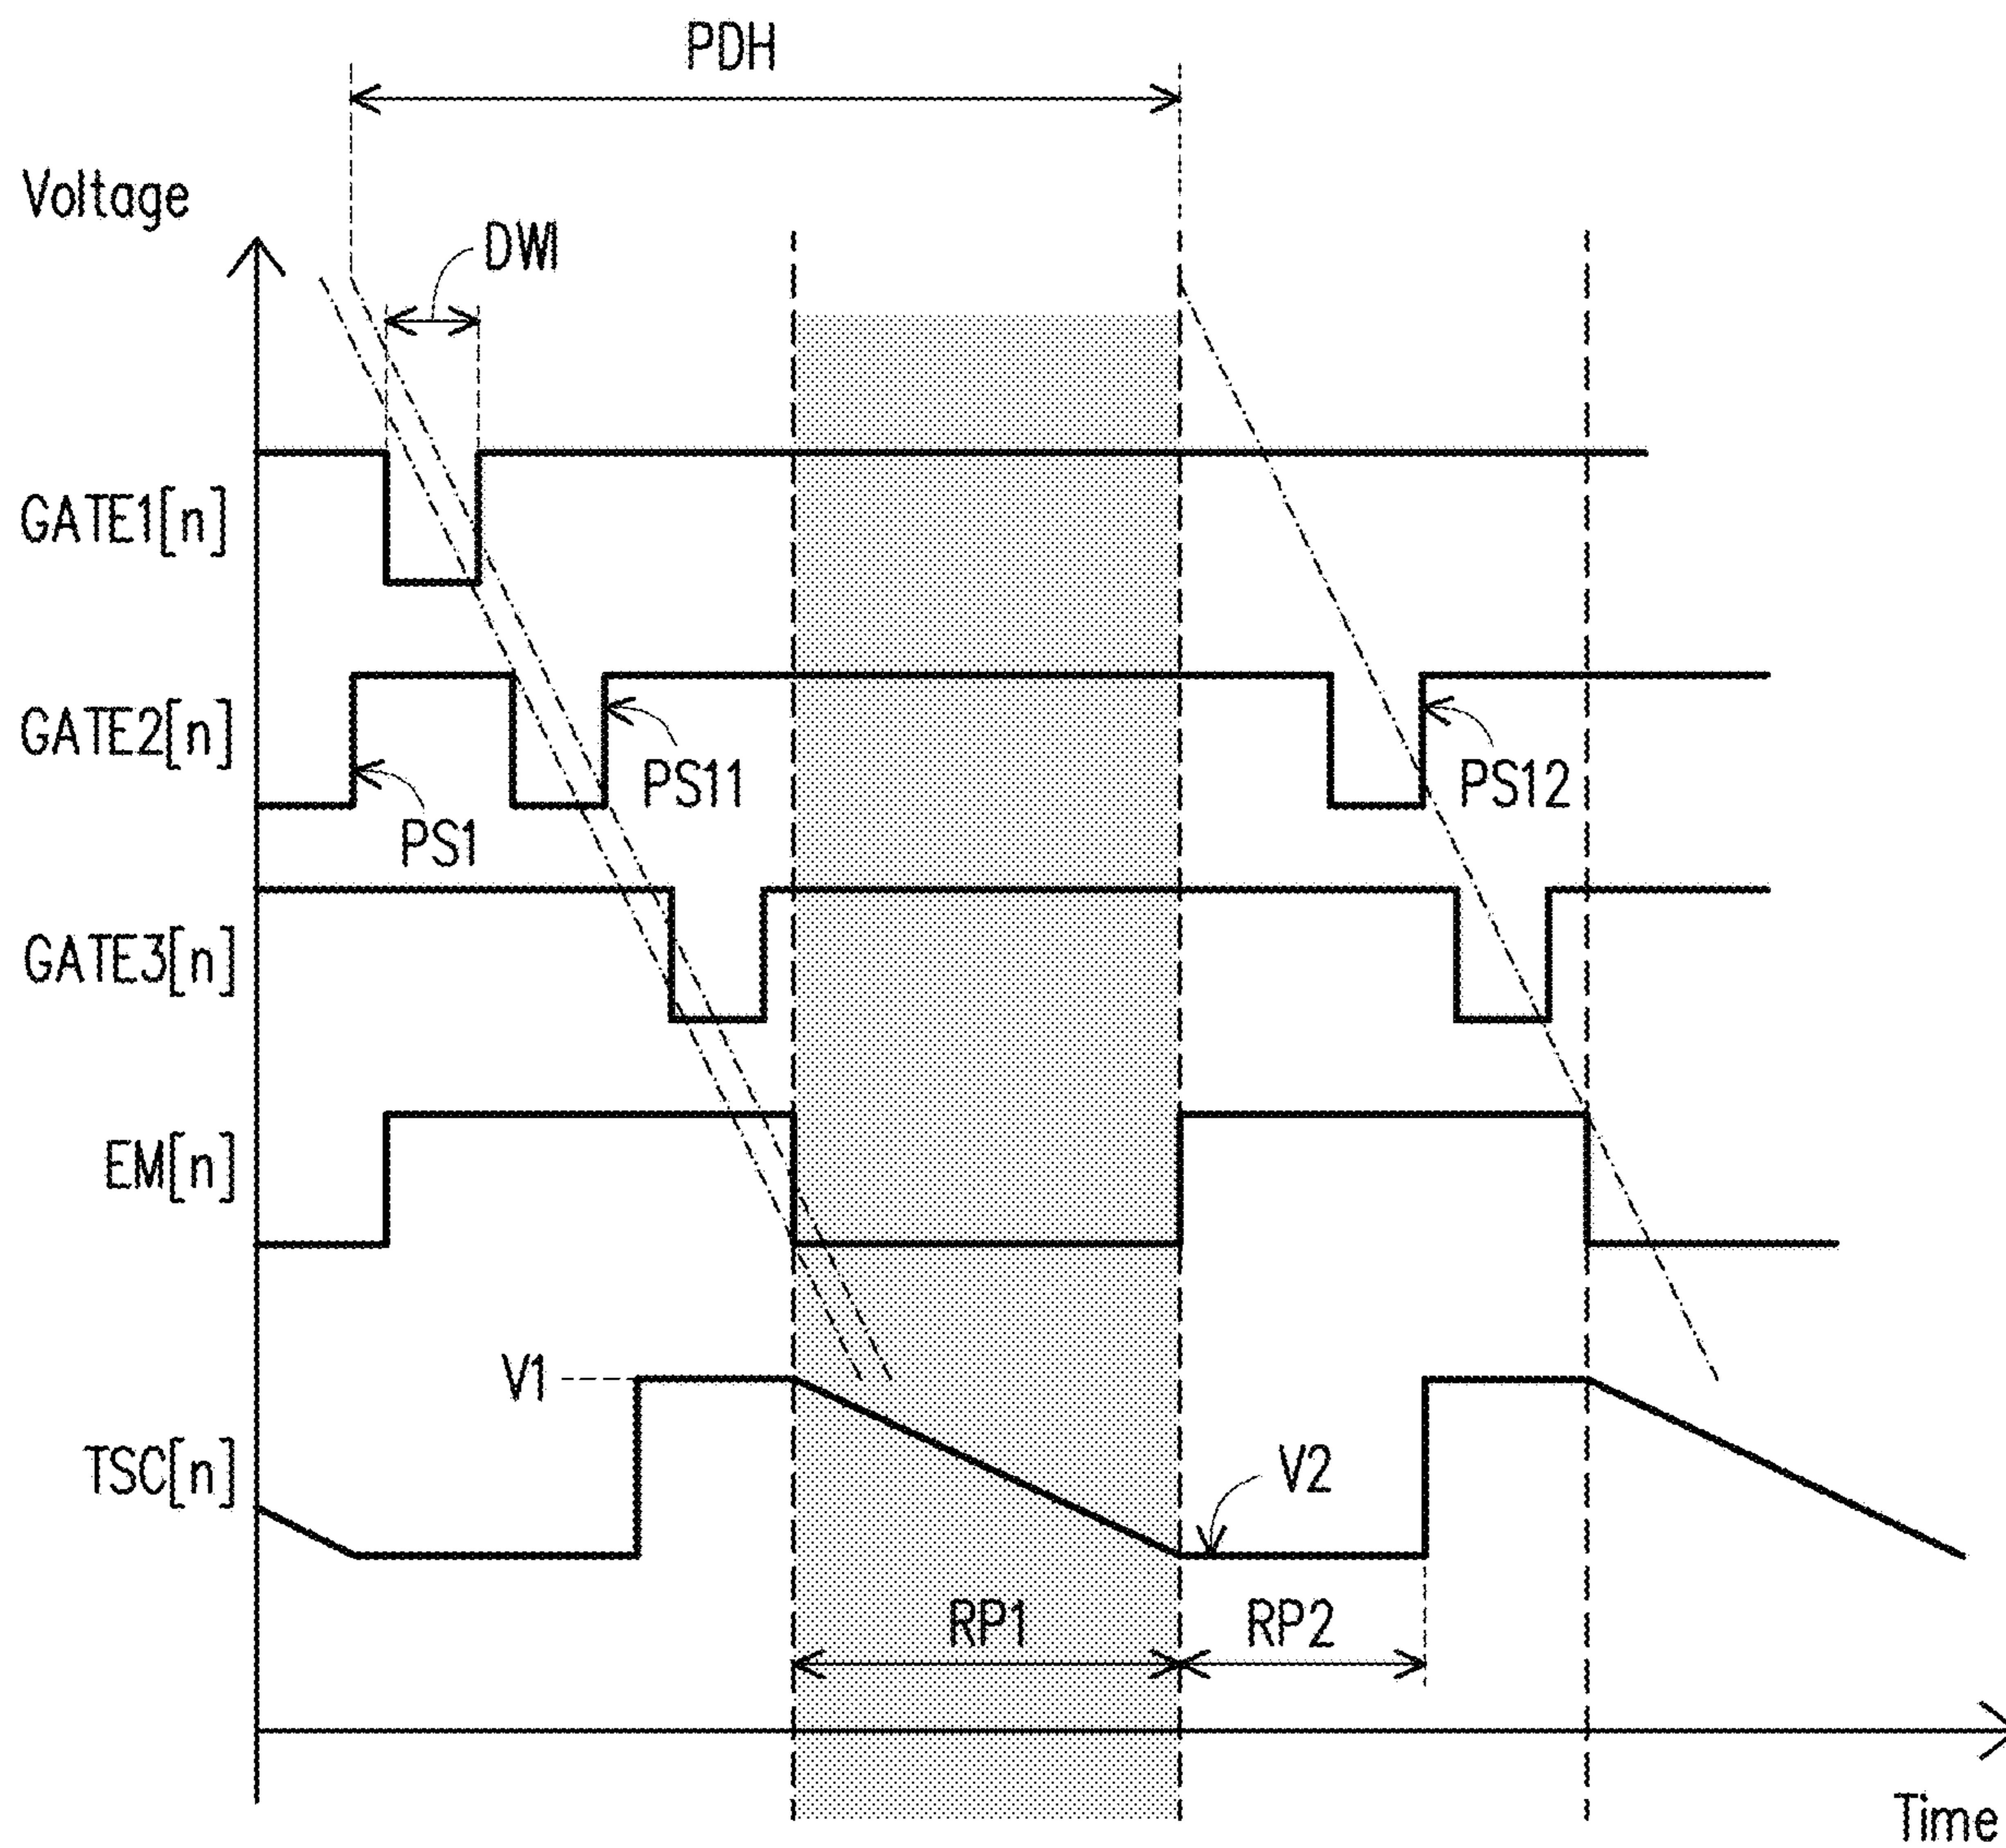 PDH
Voltage
DWI
GATE1[n]
GATE2[n]
PS1
PS11
PS12
GATE3[n]
EM[n]
V1
TSC[n]
V2
RP1
RP2
Time